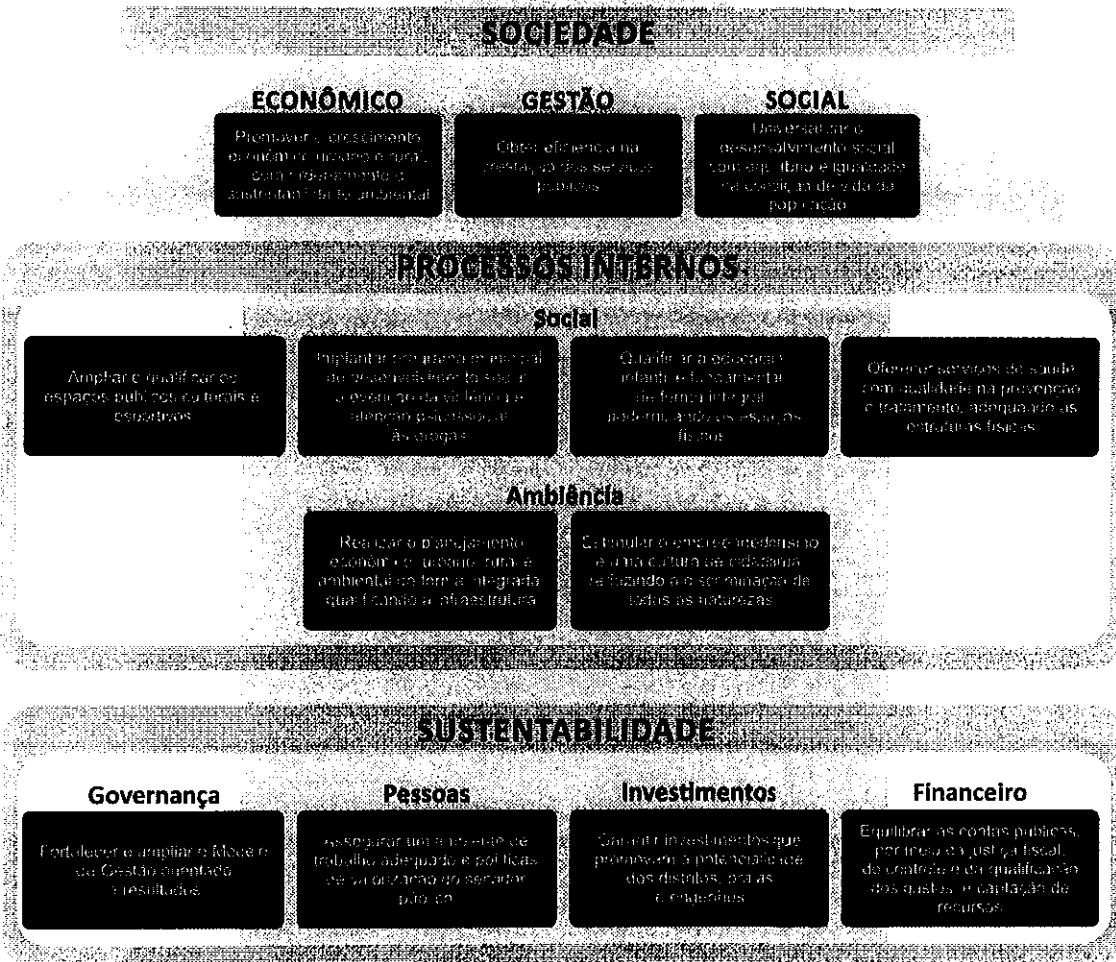 SOCIEDADE
ECONÔMICO
GESTÃO
SOCIAL
Promover o crescimento
econômico urbano e rural,
com ordenamento e
sustentabilidade ambiental
Obter eficiência na
prestação dos serviços
públicos
Universalizar o
desenvolvimento social
com equilíbrio e igualdade
na condição de vida da
população
PROCESSOS INTERNOS
Social
Ampliar e qualificar os
espaços públicos culturais e
esportivos
Implantar programa
de desenvolvimento social
prevenção da violência e
atenção psicossocial
às drogas
Qualificar a educação
infantil e fundamental
de forma integral
modernizando os espaços
físicos
Oferecer serviços de saúde
com qualidade na prevenção
e tratamento, adequando as
estruturas físicas
Ambiência
Realizar o planejamento
econômico, urbano, rural e
ambiental de forma integrada
qualificando a infraestrutura
Estimular o empreendedorismo
e uma cultura de cidadania
reduzindo a discriminação de
todas as naturezas
SUSTENTABILIDADE
Governança
Pessoas
Investimentos
Financeiro
Fortalecer e ampliar o Modelo
de Gestão orientado
a resultados
Assegurar um ambiente de
trabalho adequado e políticas
de valorização do servidor
público
Garantir investimentos que
promovam a potencialidade
dos distritos, praias
e engenhos
Equilibrar as contas públicas,
por meio da justiça fiscal,
do controle e da qualificação
dos gastos, e captação de
recursos